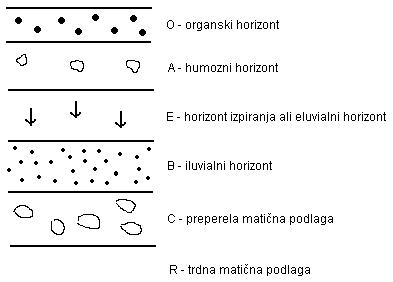 O - organski horizont
A - humozni horizont
E - horizont izpiranja ali eluvialni horizont
B - iluvialni horizont
C - preperela matična podlaga
R - trdna matična podlaga